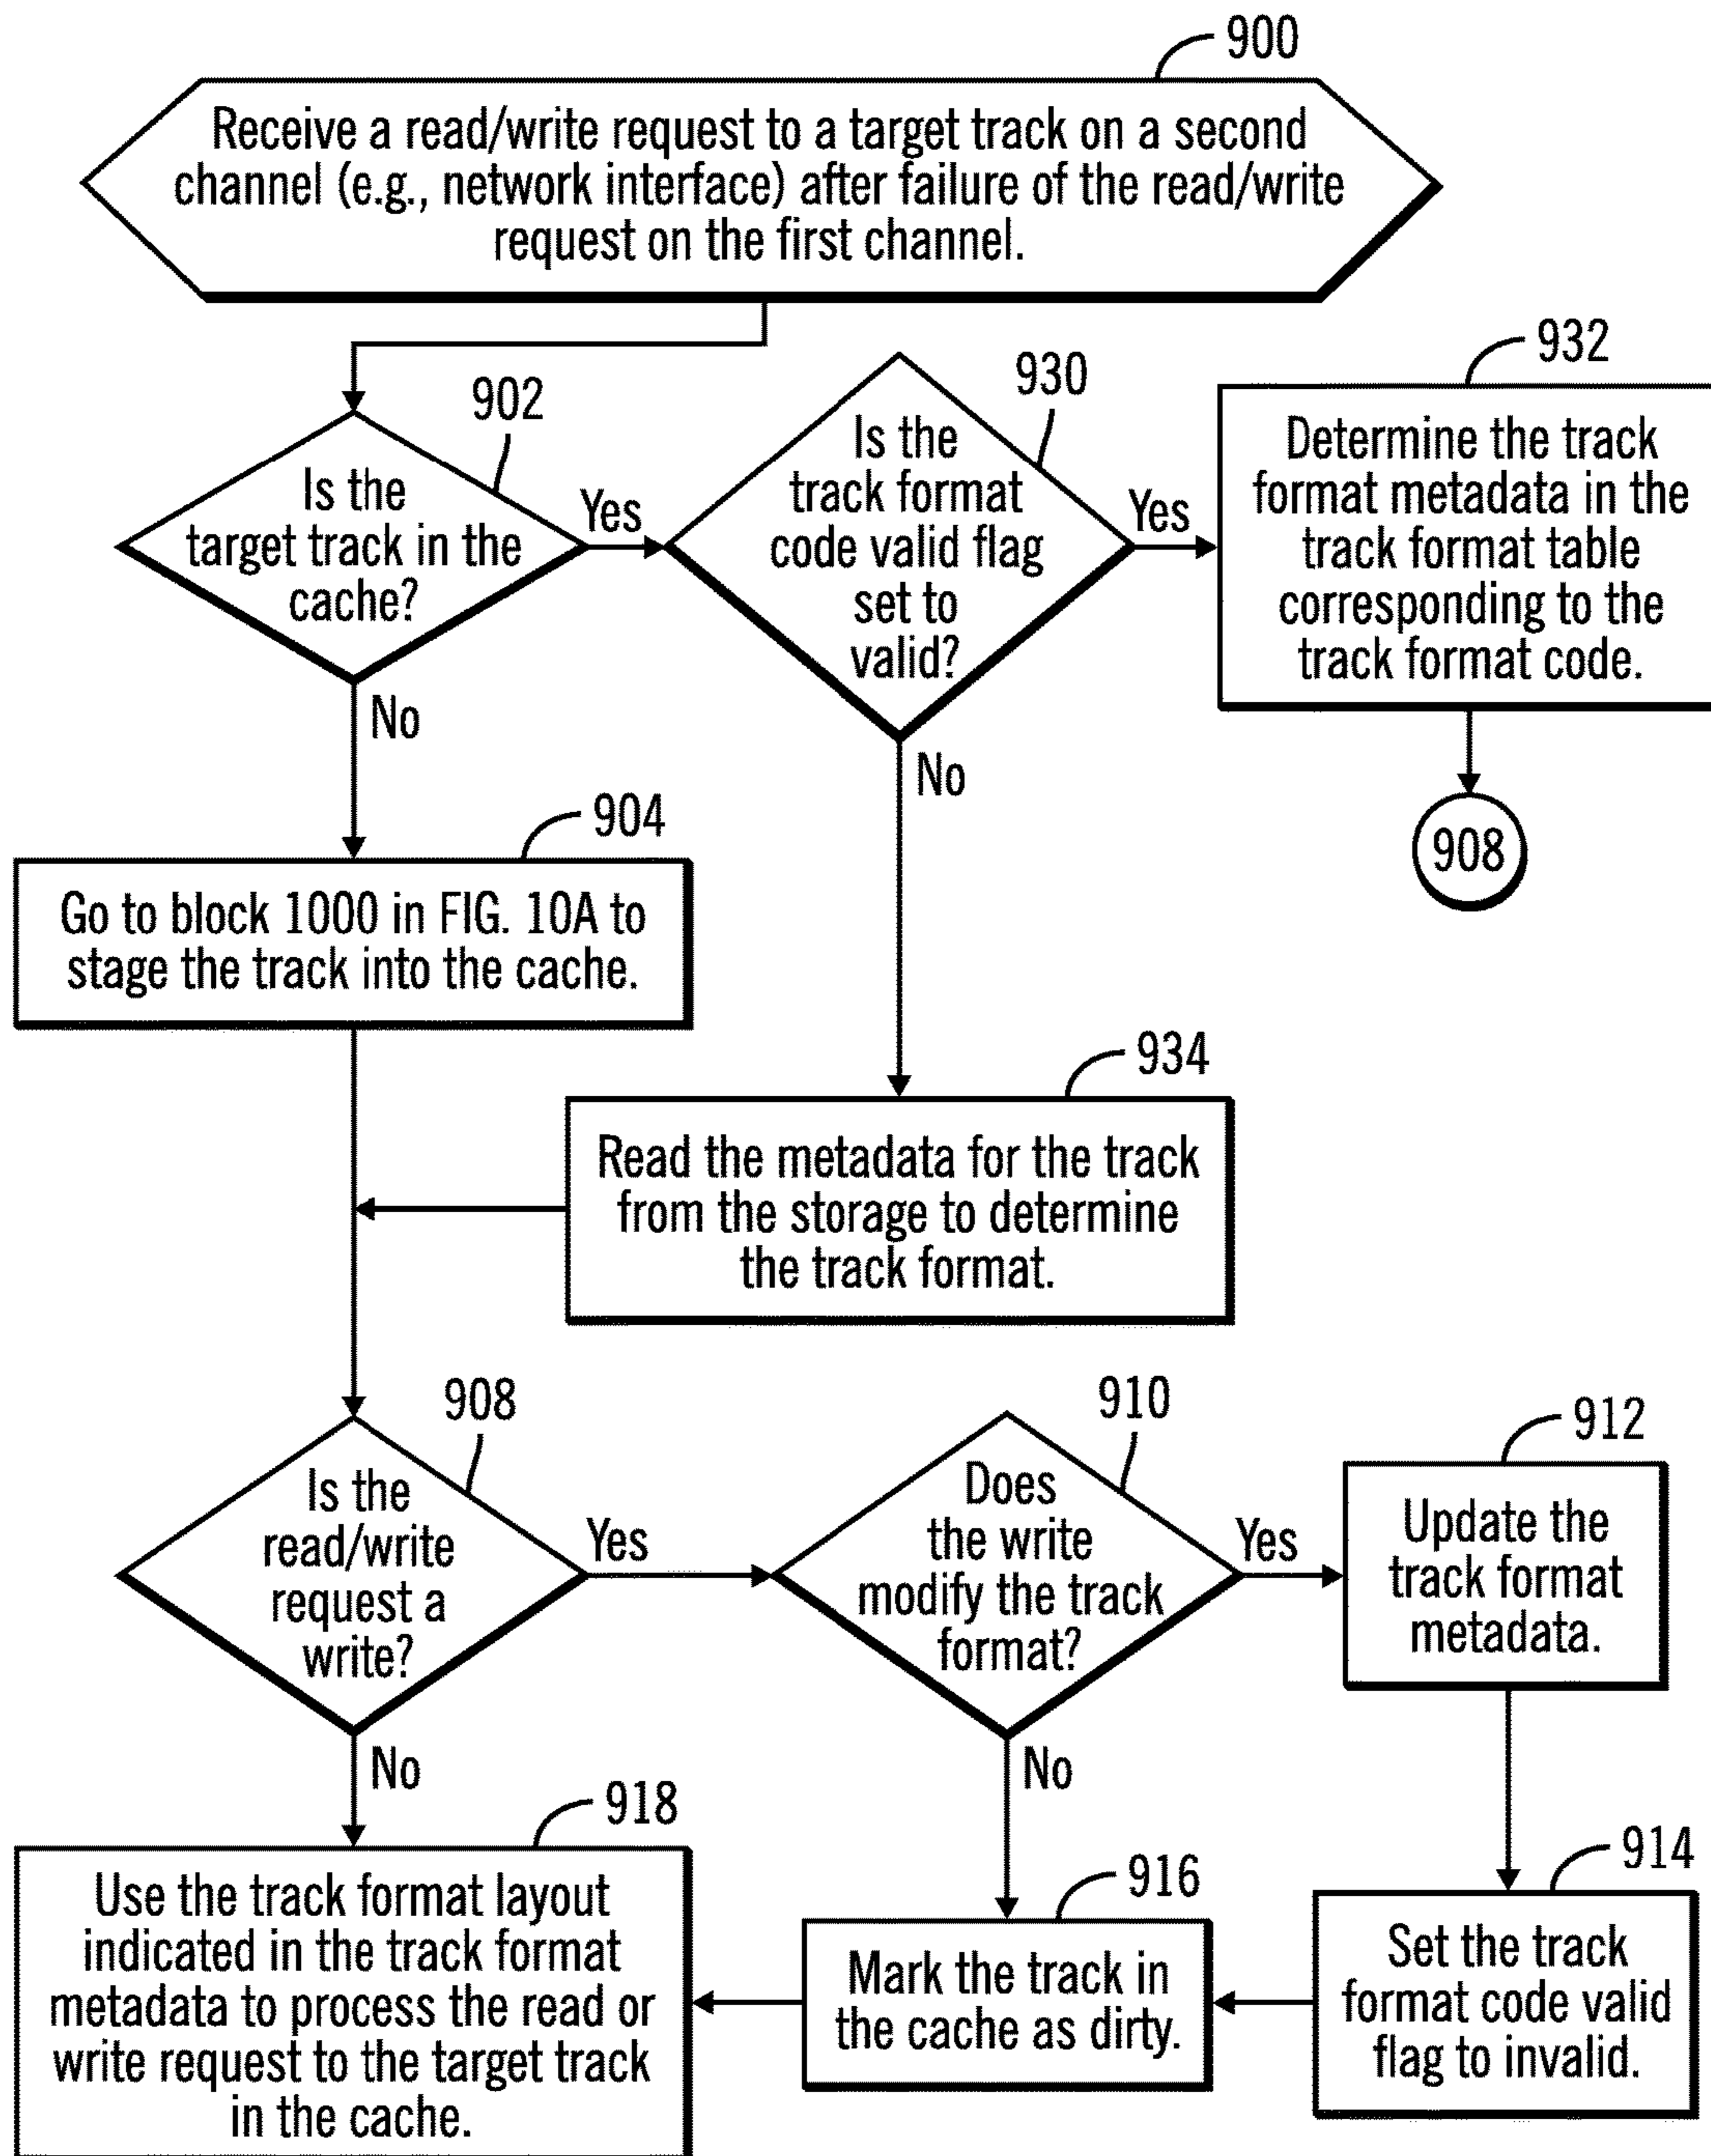 900
Receive a read/write request to a target track on a second
channel (e.g., network interface) after failure of the read/write
request on the first channel.
902
Is the
target track in the
cache?
Yes
No
930
Is the
track format
code valid flag
set to
valid?
Yes
No
932
Determine the track
format metadata in the
track format table
corresponding to the
track format code.
908
904
Go to block 1000 in FIG. 10A to
stage the track into the cache.
934
Read the metadata for the track
from the storage to determine
the track format.
908
Is the
read/write
request a
write?
Yes
No
910
Does
the write
modify the track
format?
Yes
No
912
Update the
track format
metadata.
914
Set the track
format code valid
flag to invalid.
916
Mark the track in
the cache as dirty.
918
Use the track format layout
indicated in the track format
metadata to process the read or
write request to the target track
in the cache.